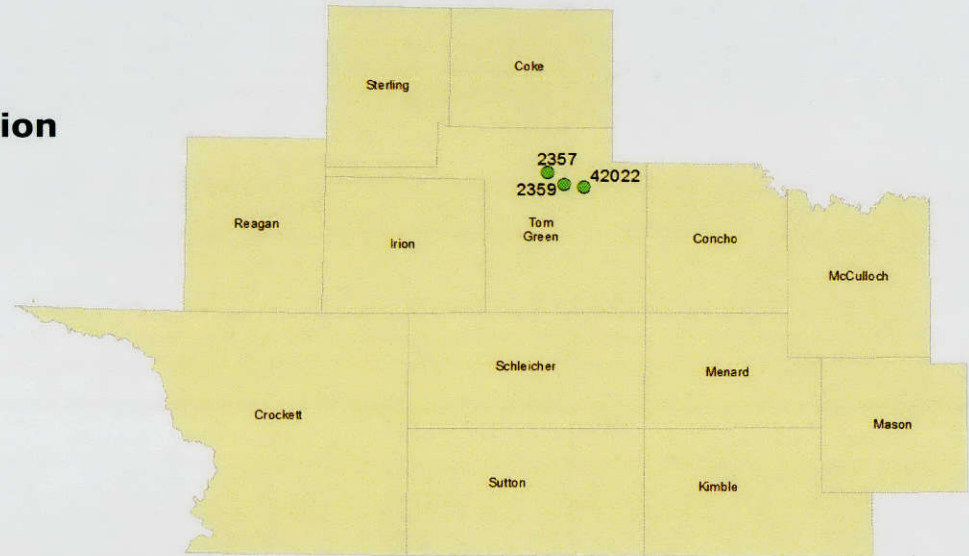 Coke
Sterling
ion
2357
42022
2359
Reagan
Tom
Green
Concho
Irion
McCulloch
Schleicher
Menard
Crockett
Mason
Sutton
Kimble